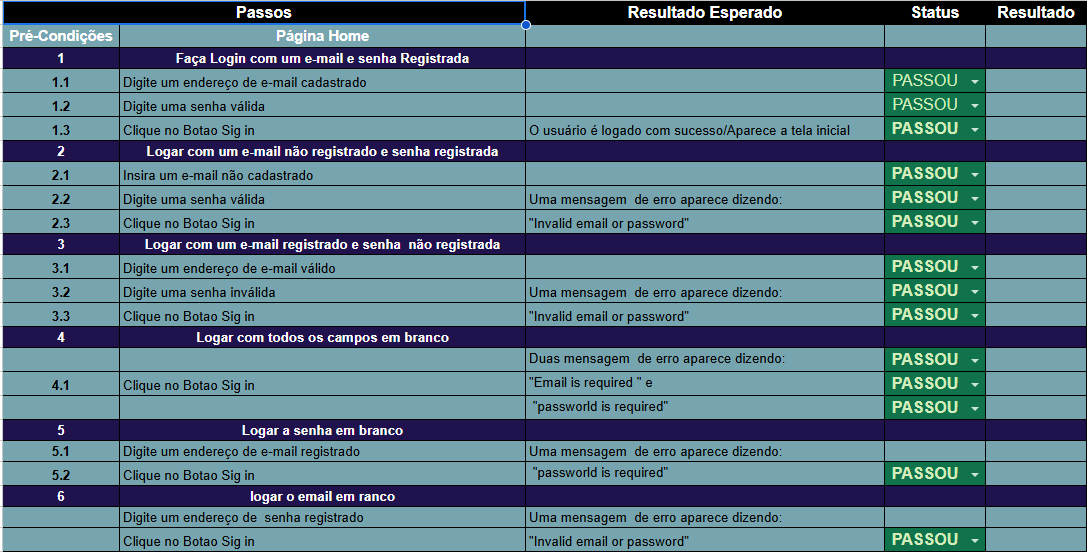 Passos Resultado Esperado Status Resultado
Pré-Condições Página Home
1 Faça Login com um e-mail e senha Registrada
1.1 Digite um endereço de e-mail cadastrado PASSOU
1.2 Digite uma senha válida PASSOU
1.3 Clique no Botao Sig in O usuário é logado com sucesso/Aparece a tela inicial PASSOU
2 Logar com um e-mail não registrado e senha registrada
2.1 Insira um e-mail não cadastrado PASSOU
2.2 Digite uma senha válida Uma mensagem de erro aparece dizendo: PASSOU
2.3 Clique no Botao Sig in "Invalid email or password" PASSOU
3 Logar com um e-mail registrado e senha não registrada
3.1 Digite um endereço de e-mail válido PASSOU
3.2 Digite uma senha inválida Uma mensagem de erro aparece dizendo: PASSOU
3.3 Clique no Botao Sig in "Invalid email or password" PASSOU
4 Logar com todos os campos em branco
Duas mensagem de erro aparece dizendo: PASSOU
4.1 Clique no Botao Sig in "Email is required " e PASSOU
"passworld is required" PASSOU
5 Logar a senha em branco
5.1 Digite um endereço de e-mail registrado Uma mensagem de erro aparece dizendo:
5.2 Clique no Botao Sig in "passworld is required" PASSOU
6 logar o email em ranco
Digite um endereço de senha registrado Uma mensagem de erro aparece dizendo:
Clique no Botao Sig in "Invalid email or password" PASSOU